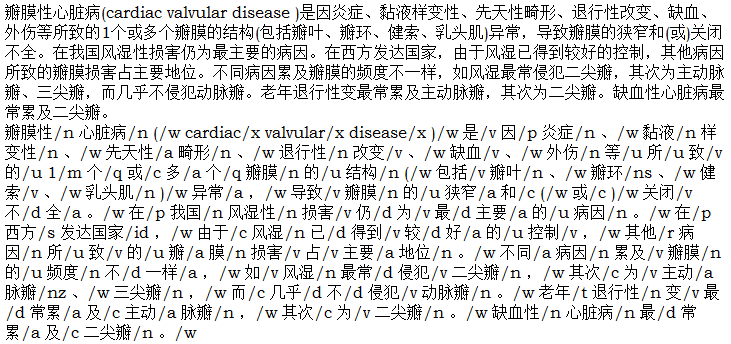 瓣膜性心脏病(cardiac valvular disease )是因炎症、黏液样变性、先天性畸形、退行性改变、缺血、
外伤等所致的1个或多个瓣膜的结构(包括瓣叶、瓣环、健索、乳头肌)异常，导致瓣膜的狭窄和(或)关闭
不全。在我国风湿性损害仍为最主要的病因。在西方发达国家，由于风湿已得到较好的控制，其他病因
所致的瓣膜损害占主要地位。不同病因累及瓣膜的频度不一样，如风湿最常侵犯二尖瓣，其次为主动脉
瓣、三尖瓣，而几乎不侵犯动脉瓣。老年退行性变最常累及主动脉瓣，其次为二尖瓣。缺血性心脏病最
常累及二尖瓣。
瓣膜性/n 心脏病/n (/w cardiac/x valvular/x disease/x )/w 是/v 因/p 炎症/n 、/w 黏液/n 样
变性/n 、/w 先天性/a 畸形/n 、/w 退行性/n 改变/v 、/w 缺血/v 、/w 外伤/n 等/u 所/u 致/v
的/u 1/m 个/q 或/c 多/a 个/q 瓣膜/n 的/u 结构/n (/w 包括/v 瓣叶/n 、/w 瓣环/ns 、/w 健
索/v 、/w 乳头肌/n )/w 异常/a ，/w 导致/v 瓣膜/n 的/u 狭窄/a 和/c (/w 或/c )/w 关闭/v
不/d 全/a 。/w 在/p 我国/n 风湿性/n 损害/v 仍/d 为/v 最/d 主要/a 的/u 病因/n 。/w 在/p
西方/s 发达国家/id ，/w 由于/c 风湿/n 已/d 得到/v 较/d 好/a 的/u 控制/v ，/w 其他/r 病
因/n 所/u 致/v 的/u 瓣/a 膜/n 损害/v 占/v 主要/a 地位/n 。/w 不同/a 病因/n 累及/v 瓣膜/n
的/u 频度/n 不/d 一样/a ，/w 如/v 风湿/n 最常/d 侵犯/v 二尖瓣/n ，/w 其次/c 为/v 主动/a
脉瓣/nz 、/w 三尖瓣/n ，/w 而/c 几乎/d 不/d 侵犯/v 动脉瓣/n 。/w 老年/t 退行性/n 变/v 最
/d 常累/a 及/c 主动/a 脉瓣/n ，/w 其次/c 为/v 二尖瓣/n 。/w 缺血性/n 心脏病/n 最/d 常
累/a 及/c 二尖瓣/n 。/w